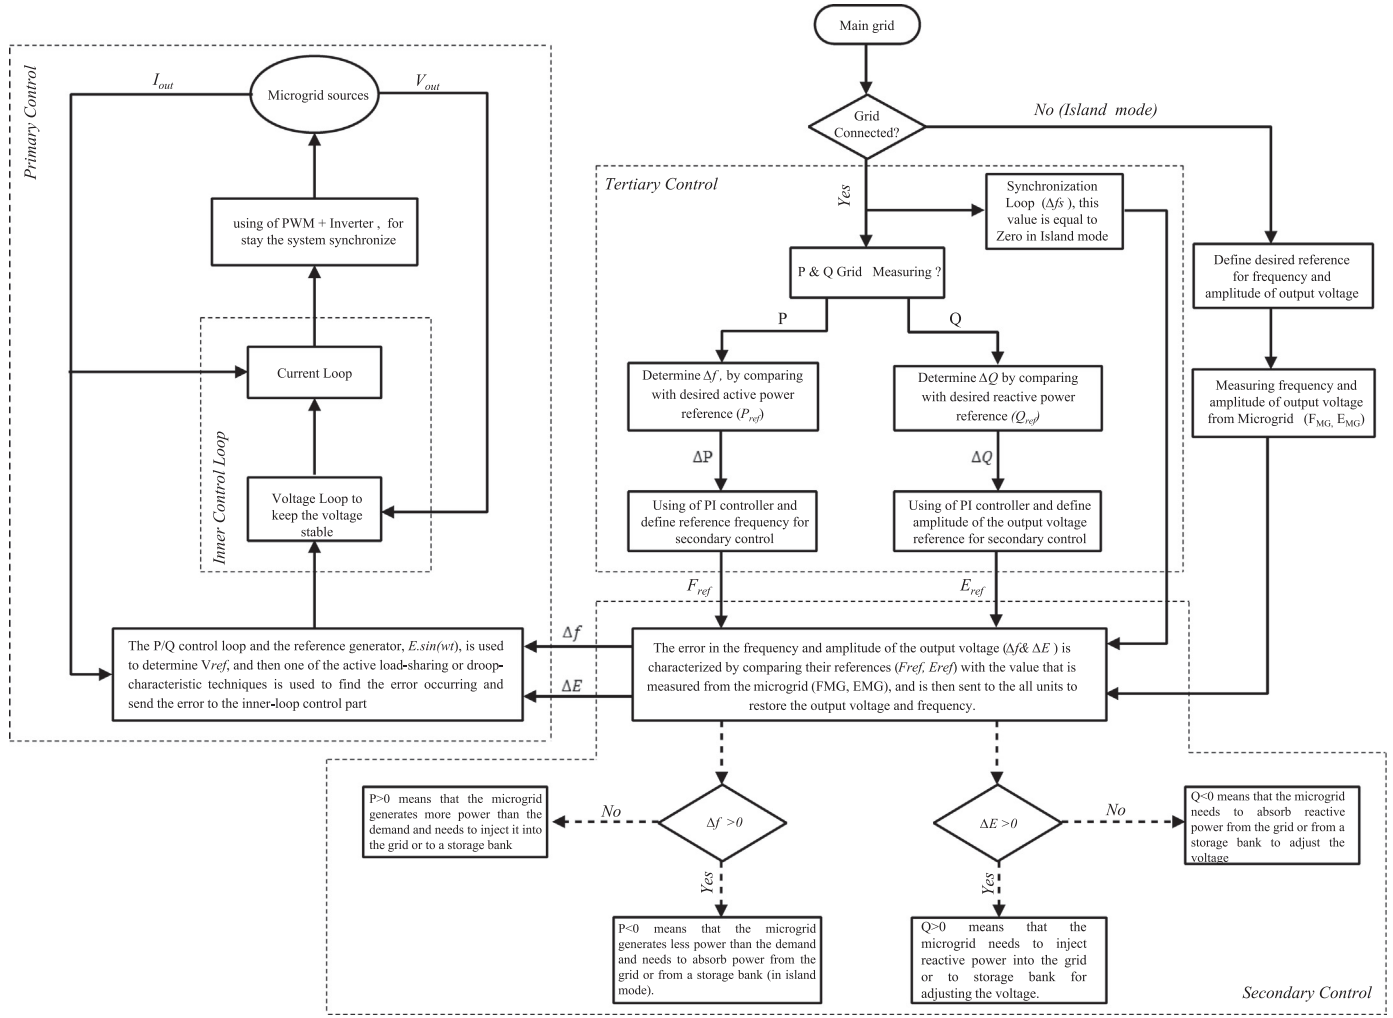 Main grid
Grid
Connected?
No (Island mode)
Yes
Primary Control
I_out
V_out
Microgrid sources
using of PWM + Inverter , for
stay the system synchronize
Inner Control Loop
Current Loop
Voltage Loop to
keep the voltage
stable
The P/Q control loop and the reference generator, E.sin(wt), is used
to determine Vref, and then one of the active load-sharing or droop-
characteristic techniques is used to find the error occurring and
send the error to the inner-loop control part
Tertiary Control
Synchronization
Loop (Δfs ), this
value is equal to
Zero in Island mode
P & Q Grid Measuring ?
P
Q
Determine Δf, by comparing
with desired active power
reference (P_ref)
Determine ΔQ by comparing
with desired reactive power
reference (Q_ref)
ΔP
ΔQ
Using of PI controller and
define reference frequency for
secondary control
Using of PI controller and define
amplitude of the output voltage
reference for secondary control
F_ref
E_ref
Define desired reference
for frequency and
amplitude of output voltage
Measuring frequency and
amplitude of output voltage
from Microgrid (F_MG, E_MG)
Δf
ΔE
The error in the frequency and amplitude of the output voltage (Δf& ΔE ) is
characterized by comparing their references (Fref, Eref) with the value that is
measured from the microgrid (FMG, EMG), and is then sent to the all units to
restore the output voltage and frequency.
P>0 means that the microgrid
generates more power than the
demand and needs to inject it into
the grid or to a storage bank
No
Δf >0
Yes
P<0 means that the microgrid
generates less power than the demand
and needs to absorb power from the
grid or from a storage bank (in island
mode).
ΔE >0
No
Yes
Q<0 means that the microgrid
needs to absorb reactive
power from the grid or from a
storage bank to adjust the
voltage
Q>0 means that the
microgrid needs to inject
reactive power into the grid
or to storage bank for
adjusting the voltage.
Secondary Control